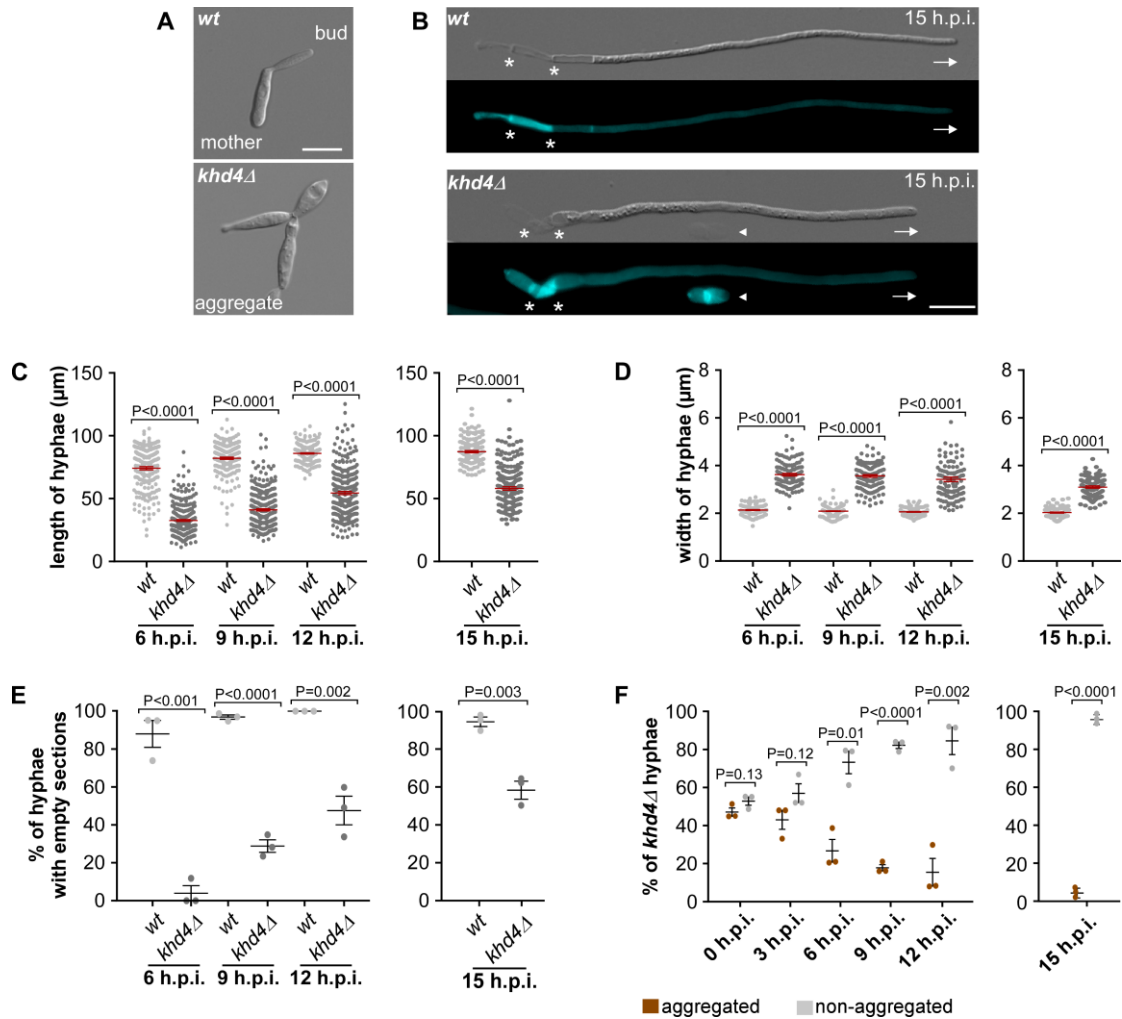 A
wt
bud
mother
khd4Δ
aggregate
B
wt
15 h.p.i.
*
*
*
*
khd4Δ
15 h.p.i.
*
*
*
*
C
length of hyphae (µm)
150
100
50
0
P<0.0001
P<0.0001
P<0.0001
wt
khd4Δ
wt
khd4Δ
wt
khd4Δ
6 h.p.i.
9 h.p.i.
12 h.p.i.
150
100
50
0
P<0.0001
wt
khd4Δ
15 h.p.i.
D
width of hyphae (µm)
8
6
4
2
0
P<0.0001
P<0.0001
P<0.0001
wt
khd4Δ
wt
khd4Δ
wt
khd4Δ
6 h.p.i.
9 h.p.i.
12 h.p.i.
8
6
4
2
0
P<0.0001
wt
khd4Δ
15 h.p.i.
E
% of hyphae
with empty sections
100
80
60
40
20
0
P<0.001
P<0.0001
P=0.002
wt
khd4Δ
wt
khd4Δ
wt
khd4Δ
6 h.p.i.
9 h.p.i.
12 h.p.i.
100
80
60
40
20
0
P=0.003
wt
khd4Δ
15 h.p.i.
F
% of khd4Δ hyphae
100
80
60
40
20
0
P=0.13
P=0.12
P=0.01
P<0.0001
P=0.002
0 h.p.i.
3 h.p.i.
6 h.p.i.
9 h.p.i.
12 h.p.i.
100
80
60
40
20
0
P<0.0001
15 h.p.i.
aggregated
non-aggregated